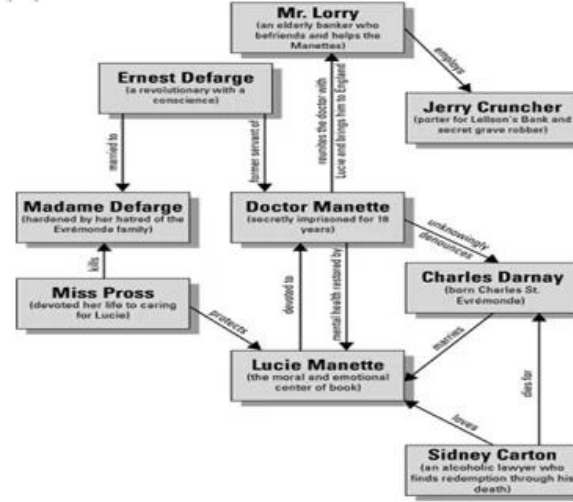 Mr. Lorry
(an elderly banker who
befriends and helps the
Manettes)
employs
Ernest Defarge
(a revolutionary with a
conscience)
Jerry Cruncher
(porter for Lellson's Bank and
secret grave robber)
married to
former servant of
reunites the doctor with
Lucie and brings him to England
Madame Defarge
(hardened by her hatred of the
Evrémonde family)
Doctor Manette
(secretly imprisoned for 18
years)
unknowingly
denounces
kills
Charles Darnay
(born Charles St.
Evrémonde)
Miss Pross
(devoted her life to caring
for Lucie)
protects
devoted to
mental health restored by
marries
dies for
Lucie Manette
(the moral and emotional
center of book)
loves
Sidney Carton
(an alcoholic lawyer who
finds redemption through his
death)